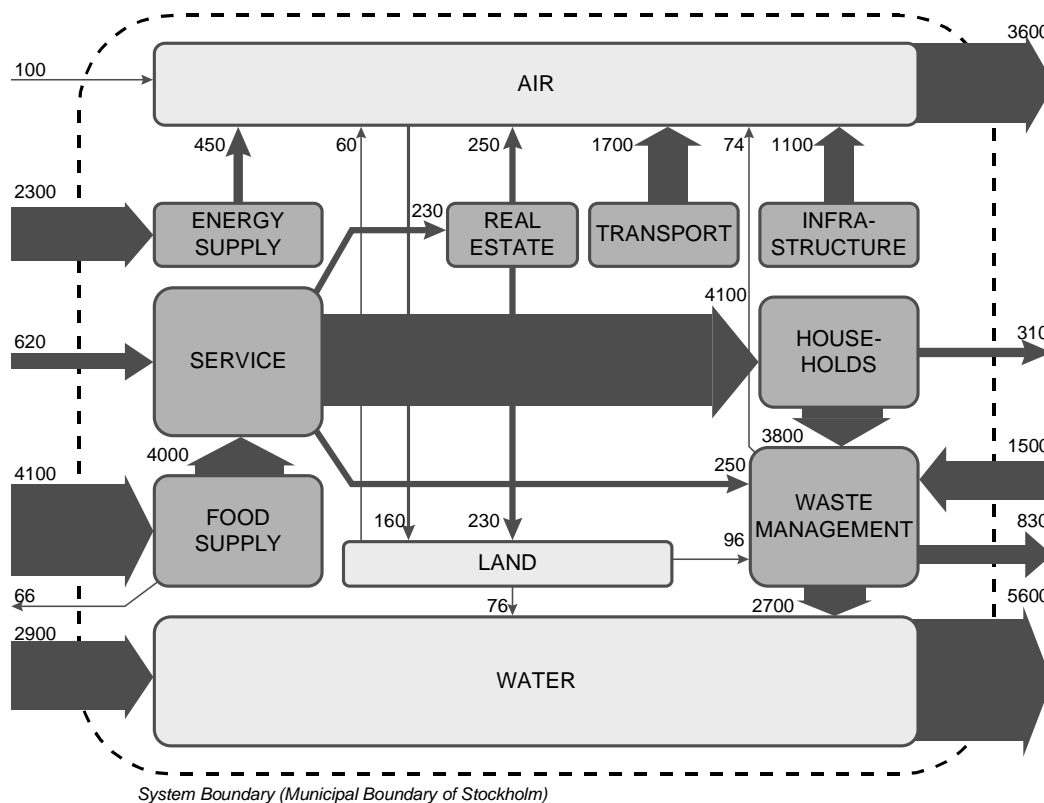 3600
100
AIR
450
60
250
1700
74
1100
2300
ENERGY
SUPPLY
230
REAL
ESTATE
TRANSPORT
INFRA-
STRUCTURE
4100
620
SERVICE
HOUSE-
HOLDS
310
4000
3800
1500
4100
250
FOOD
SUPPLY
WASTE
MANAGEMENT
160
230
96
830
LAND
66
76
2700
5600
2900
WATER
System Boundary (Municipal Boundary of Stockholm)